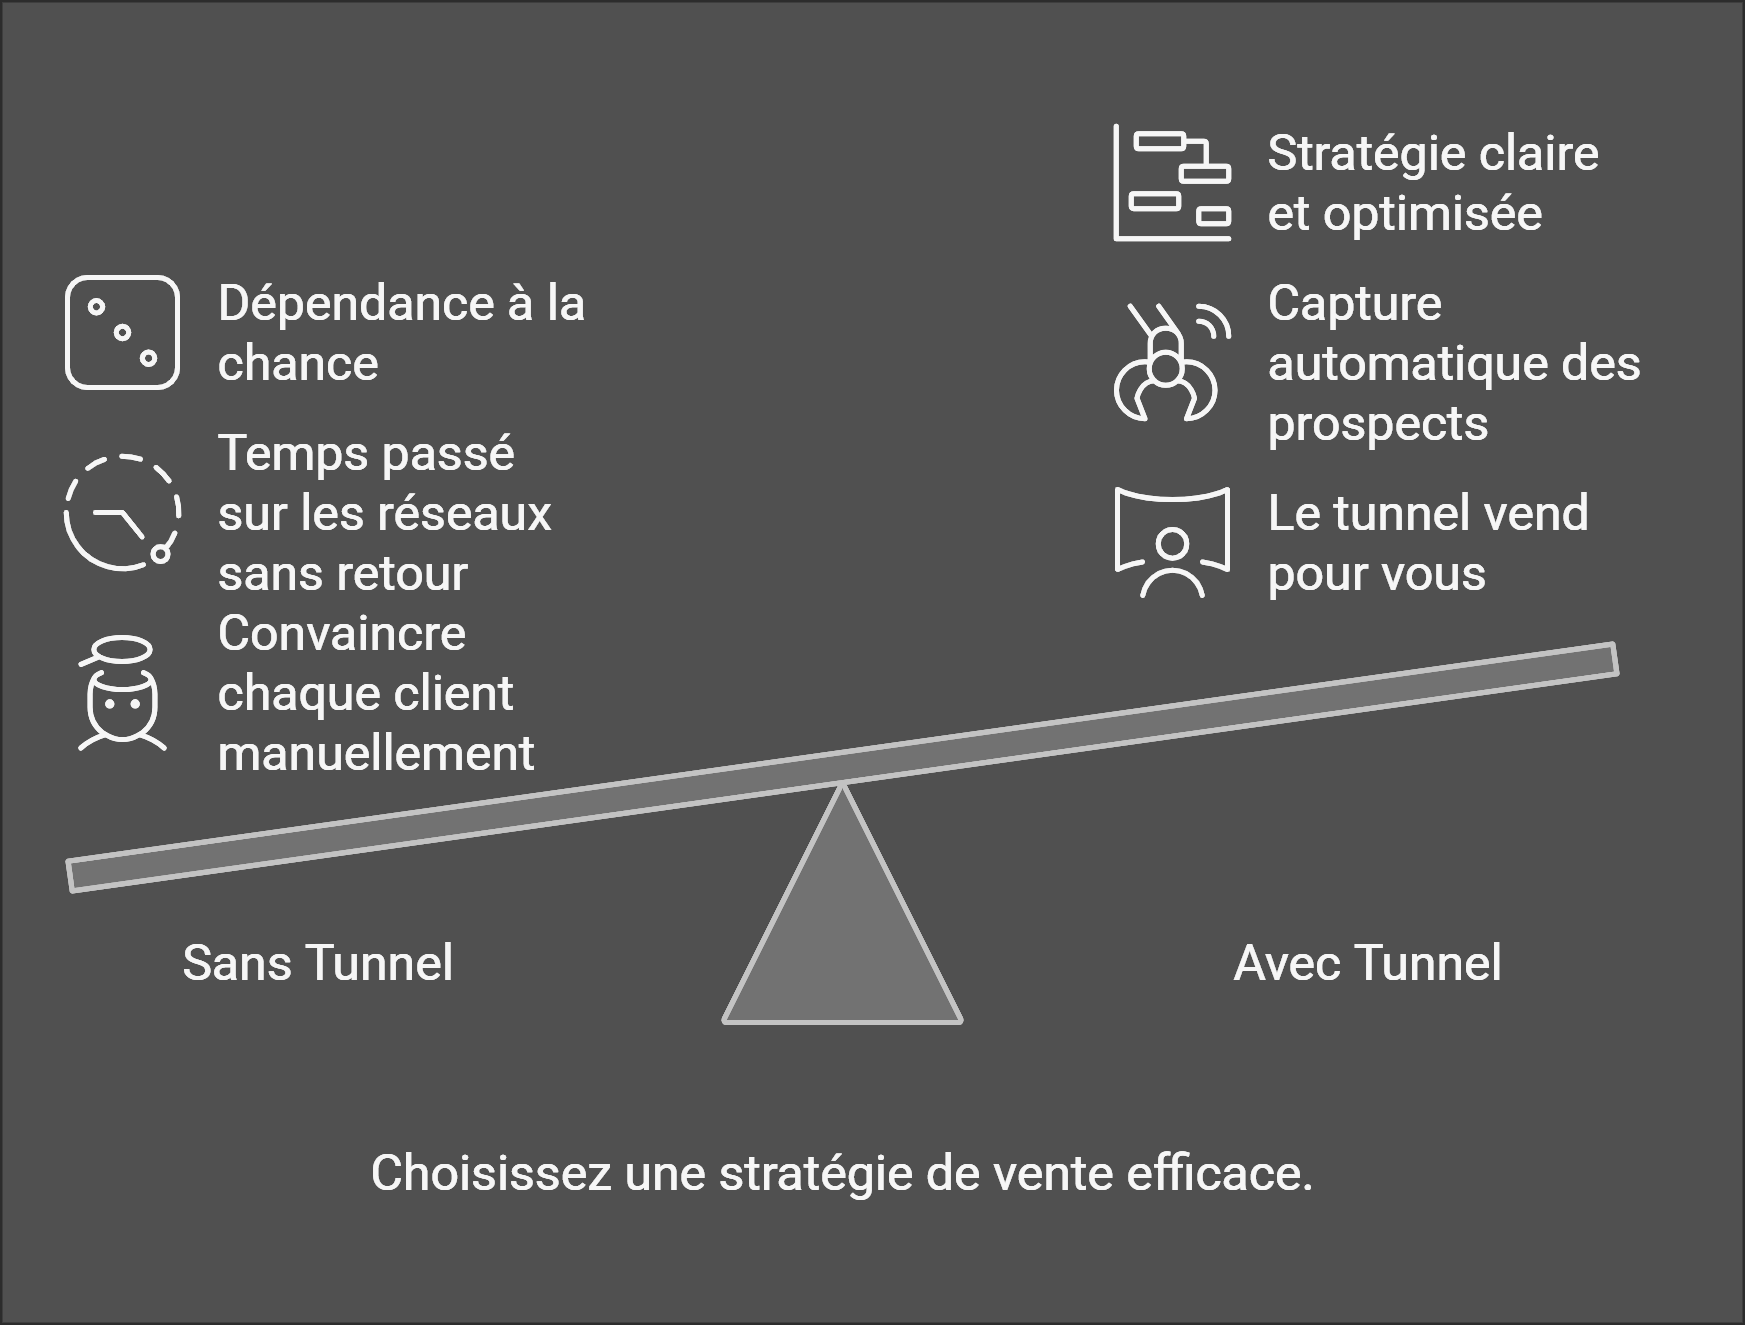 Stratégie claire
et optimisée
Dépendance à la
chance
Capture
automatique des
prospects
Temps passé
sur les réseaux
sans retour
Le tunnel vend
pour vous
Convaincre
chaque client
manuellement
Sans Tunnel
Avec Tunnel
Choisissez une stratégie de vente efficace.